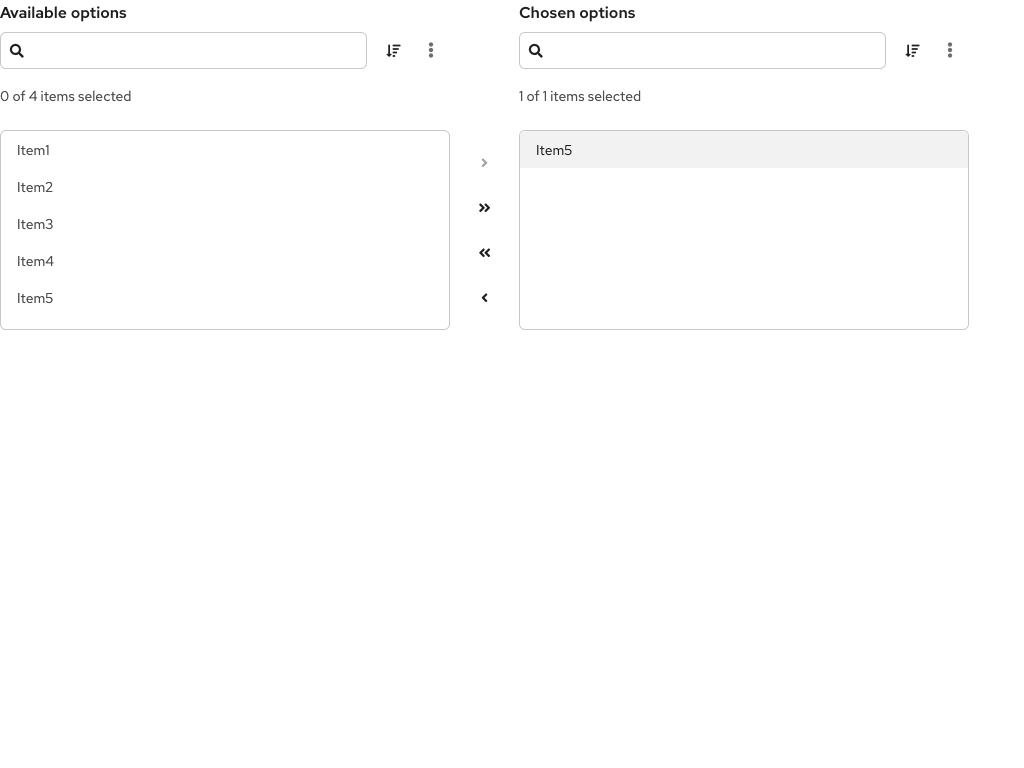 Available options
0 of 4 items selected
Item1
Item2
Item3
Item4
Item5
Chosen options
1 of 1 items selected
Item5